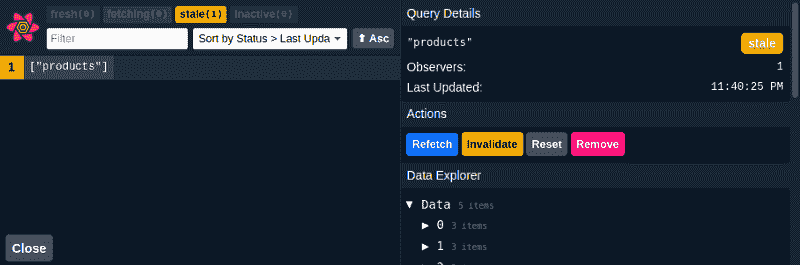 fresh(0) fetching(0) stale(1) inactive(0)
Filter Sort by Status > Last Upda ⬆ Asc
1 ["products"]
Close
Query Details
"products" stale
Observers: 1
Last Updated: 11:40:25 PM
Actions
Refetch Invalidate Reset Remove
Data Explorer
▼ Data 5 items
▶ 0 3 items
▶ 1 3 items